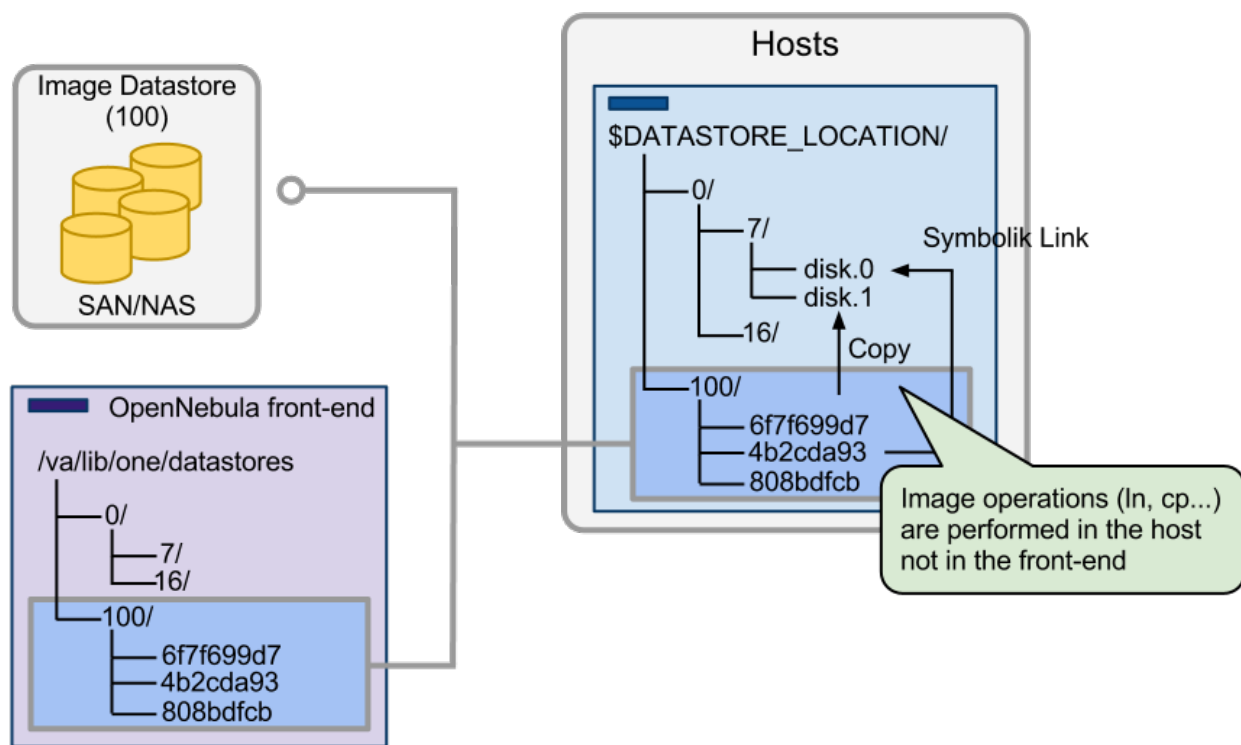 Hosts
Image Datastore
(100)
SAN/NAS
$DATASTORE_LOCATION/
0/
7/
disk.0
disk.1
16/
Symbolik Link
Copy
100/
6f7f699d7
4b2cda93
808bdfcb
Image operations (ln, cp...)
are performed in the host
not in the front-end
OpenNebula front-end
/va/lib/one/datastores
0/
7/
16/
100/
6f7f699d7
4b2cda93
808bdfcb